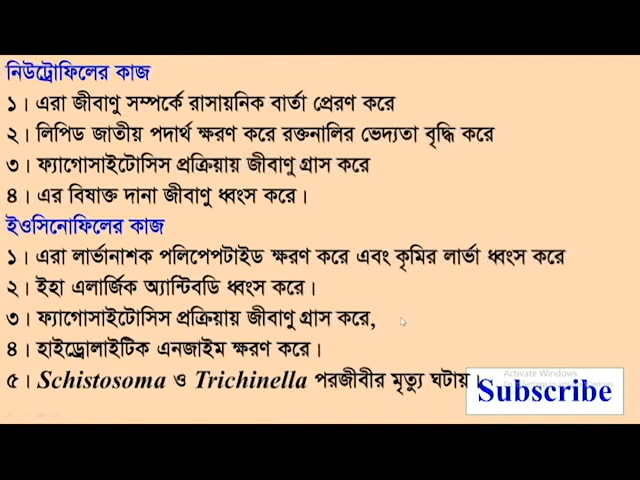 নিউট্রোফিলের কাজ
১। এরা জীবাণু সম্পর্কে রাসায়নিক বার্তা প্রেরণ করে
২। লিপিড জাতীয় পদার্থ ক্ষরণ করে রক্তনালির ভেদ্যতা বৃদ্ধি করে
৩। ফ্যাগোসাইটোসিস প্রক্রিয়ায় জীবাণু গ্রাস করে
৪। এর বিষাক্ত দানা জীবাণু ধ্বংস করে।
ইওসিনোফিলের কাজ
১। এরা লার্ভানাশক পলিপেপটাইড ক্ষরণ করে এবং কৃমির লার্ভা ধ্বংস করে
২। ইহা এলার্জিক অ্যান্টিবডি ধ্বংস করে।
৩। ফ্যাগোসাইটোসিস প্রক্রিয়ায় জীবাণু গ্রাস করে,
৪। হাইড্রোলাইটিক এনজাইম ক্ষরণ করে।
৫। Schistosoma ও Trichinella পরজীবীর মৃত্যু ঘটায়।
Activate Windows
Subscribe